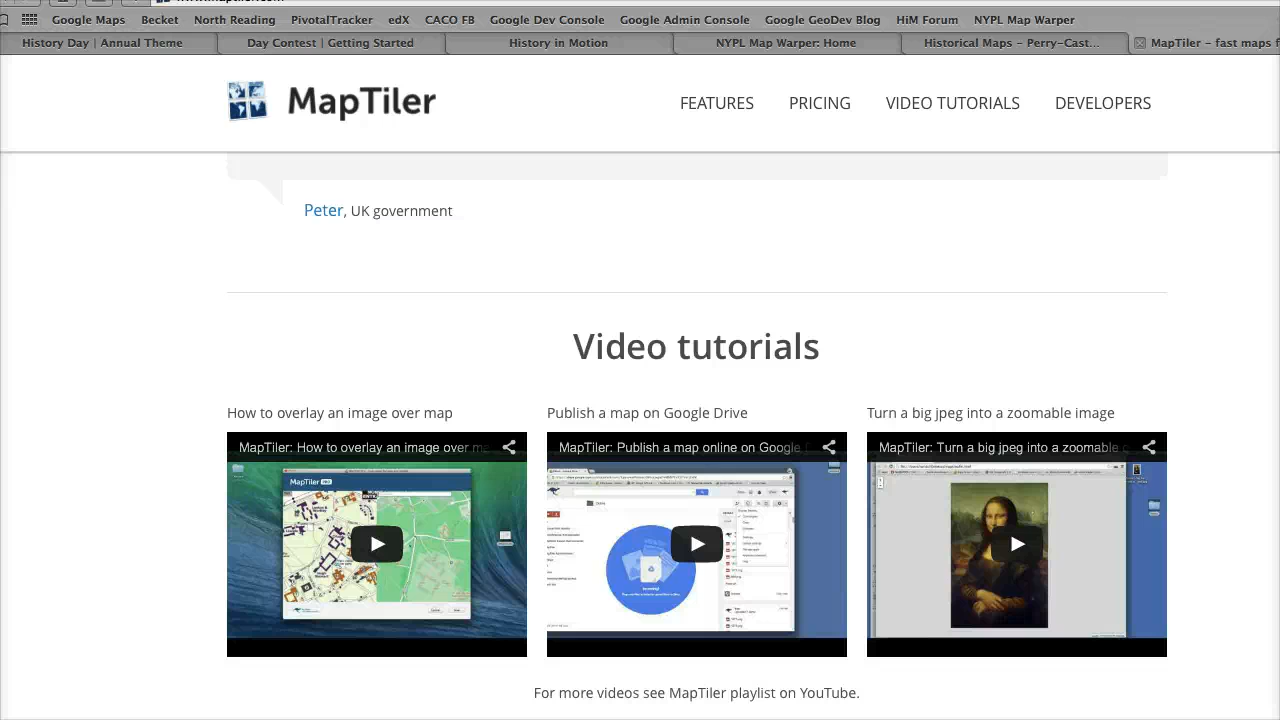 Google Maps Becket North Reading PivotalTracker edX CACO FB Google Dev Console Google Admin Console Google GeoDev Blog HiM Forum NYPL Map Warper
History Day | Annual Theme Day Contest | Getting Started History in Motion NYPL Map Warper: Home Historical Maps - Perry-Cast... MapTiler - fast maps f
MapTiler FEATURES PRICING VIDEO TUTORIALS DEVELOPERS
Peter, UK government
Video tutorials
How to overlay an image over map Publish a map on Google Drive Turn a big jpeg into a zoomable image
MapTiler: How to overlay an image over ma MapTiler: Publish a map online on Google MapTiler: Turn a big jpeg into a zoomable
MapTiler
For more videos see MapTiler playlist on YouTube.